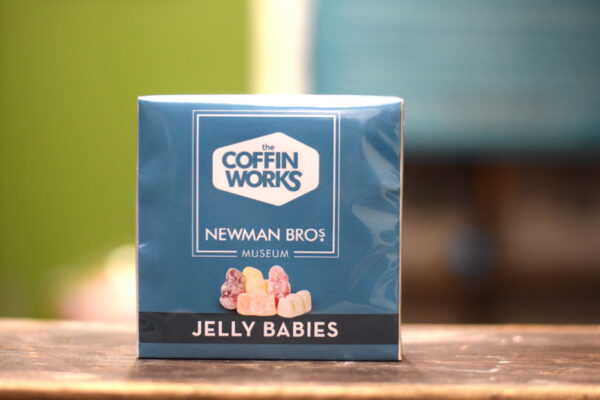 the
COFFIN
WORKS
NEWMAN BROS
MUSEUM
JELLY BABIES